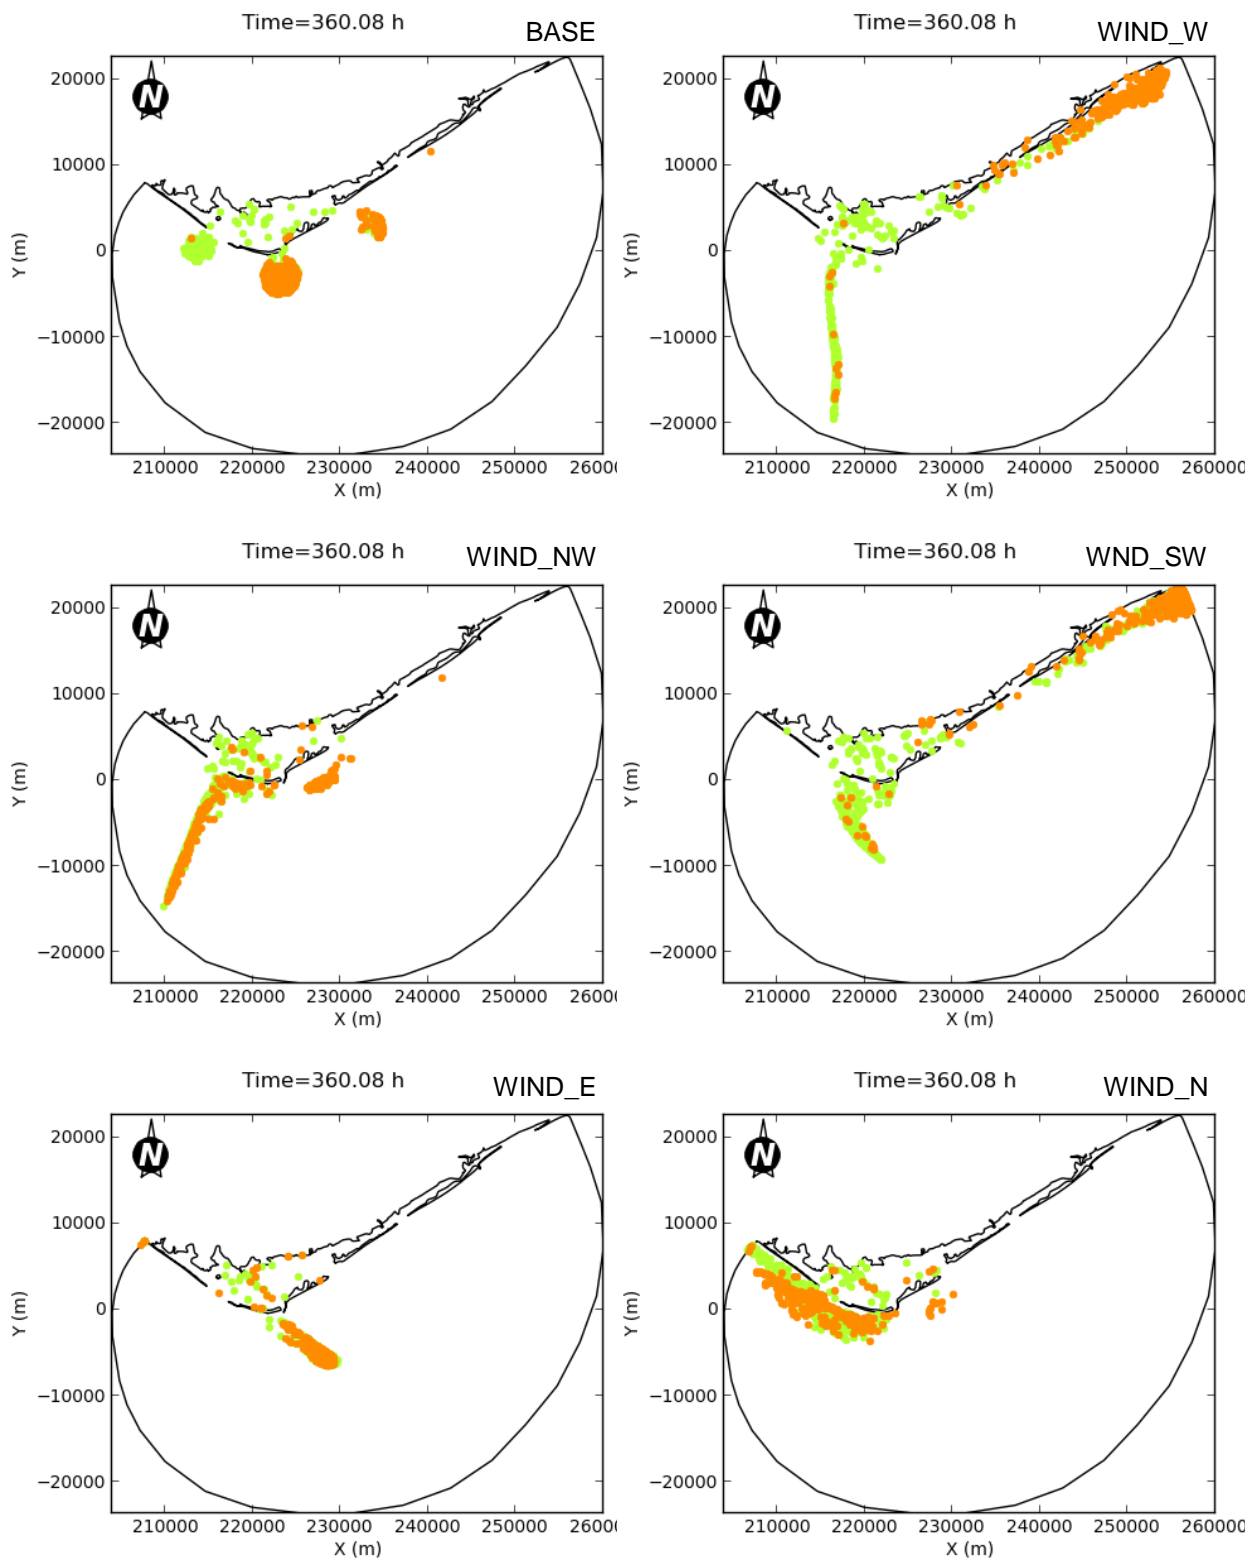 Time=360.08 h BASE
N
20000
10000
0
−10000
−20000
Y (m)
210000 220000 230000 240000 250000 26000(
X (m)
Time=360.08 h WIND_W
N
20000
10000
0
−10000
−20000
Y (m)
210000 220000 230000 240000 250000 260000
X (m)
Time=360.08 h WIND_NW
N
20000
10000
0
−10000
−20000
Y (m)
210000 220000 230000 240000 250000 26000(
X (m)
Time=360.08 h WND_SW
N
20000
10000
0
−10000
−20000
Y (m)
210000 220000 230000 240000 250000 260000
X (m)
Time=360.08 h WIND_E
N
20000
10000
0
−10000
−20000
Y (m)
210000 220000 230000 240000 250000 26000(
X (m)
Time=360.08 h WIND_N
N
20000
10000
0
−10000
−20000
Y (m)
210000 220000 230000 240000 250000 260000
X (m)